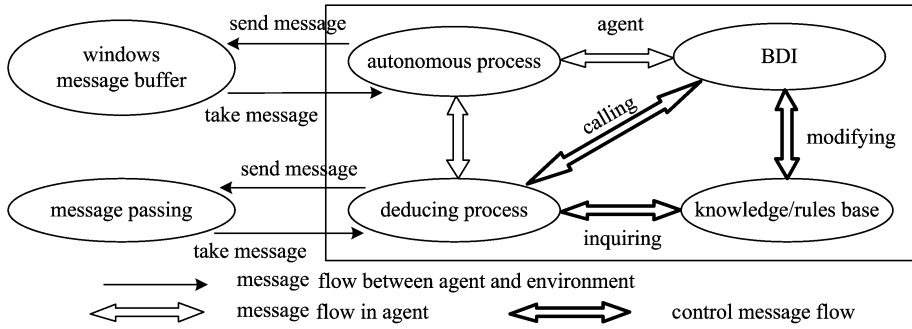 send message
agent
windows
message buffer
autonomous process
BDI
take message
calling
modifying
send message
message passing
deducing process
knowledge/rules base
take message
inquiring
message flow between agent and environment
message flow in agent
control message flow